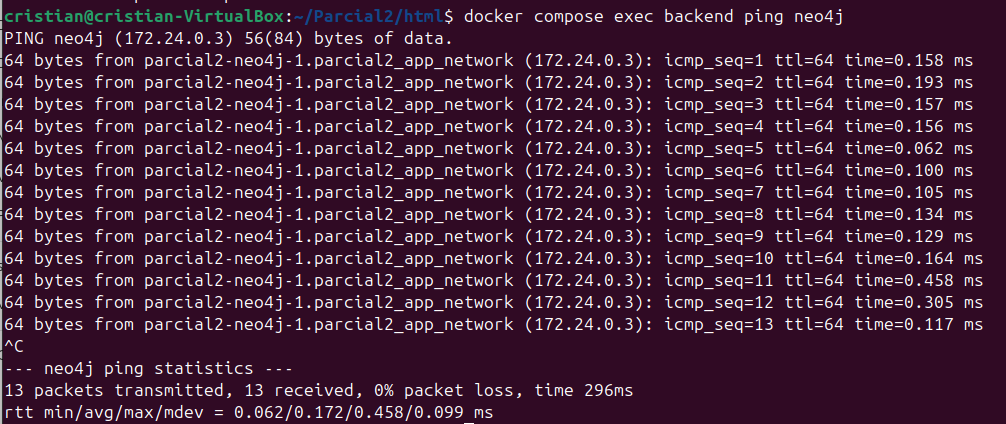 cristian@cristian-VirtualBox:~/Parcial2/html$ docker compose exec backend ping neo4j
PING neo4j (172.24.0.3) 56(84) bytes of data.
64 bytes from parcial2-neo4j-1.parcial2_app_network (172.24.0.3): icmp_seq=1 ttl=64 time=0.158 ms
64 bytes from parcial2-neo4j-1.parcial2_app_network (172.24.0.3): icmp_seq=2 ttl=64 time=0.193 ms
64 bytes from parcial2-neo4j-1.parcial2_app_network (172.24.0.3): icmp_seq=3 ttl=64 time=0.157 ms
64 bytes from parcial2-neo4j-1.parcial2_app_network (172.24.0.3): icmp_seq=4 ttl=64 time=0.156 ms
64 bytes from parcial2-neo4j-1.parcial2_app_network (172.24.0.3): icmp_seq=5 ttl=64 time=0.062 ms
64 bytes from parcial2-neo4j-1.parcial2_app_network (172.24.0.3): icmp_seq=6 ttl=64 time=0.100 ms
64 bytes from parcial2-neo4j-1.parcial2_app_network (172.24.0.3): icmp_seq=7 ttl=64 time=0.105 ms
64 bytes from parcial2-neo4j-1.parcial2_app_network (172.24.0.3): icmp_seq=8 ttl=64 time=0.134 ms
64 bytes from parcial2-neo4j-1.parcial2_app_network (172.24.0.3): icmp_seq=9 ttl=64 time=0.129 ms
64 bytes from parcial2-neo4j-1.parcial2_app_network (172.24.0.3): icmp_seq=10 ttl=64 time=0.164 ms
64 bytes from parcial2-neo4j-1.parcial2_app_network (172.24.0.3): icmp_seq=11 ttl=64 time=0.458 ms
64 bytes from parcial2-neo4j-1.parcial2_app_network (172.24.0.3): icmp_seq=12 ttl=64 time=0.305 ms
64 bytes from parcial2-neo4j-1.parcial2_app_network (172.24.0.3): icmp_seq=13 ttl=64 time=0.117 ms
^C
--- neo4j ping statistics ---
13 packets transmitted, 13 received, 0% packet loss, time 296ms
rtt min/avg/max/mdev = 0.062/0.172/0.458/0.099 ms